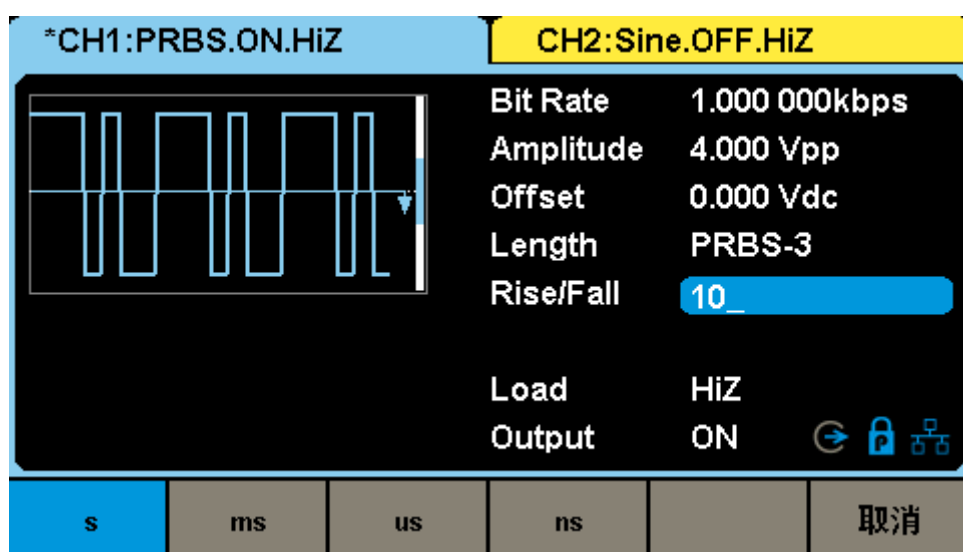 *CH1:PRBS.ON.HiZ CH2:Sine.OFF.HiZ
Bit Rate 1.000 000kbps
Amplitude 4.000 Vpp
Offset 0.000 Vdc
Length PRBS-3
Rise/Fall 10_
Load HiZ
Output ON P
s ms us ns 取消